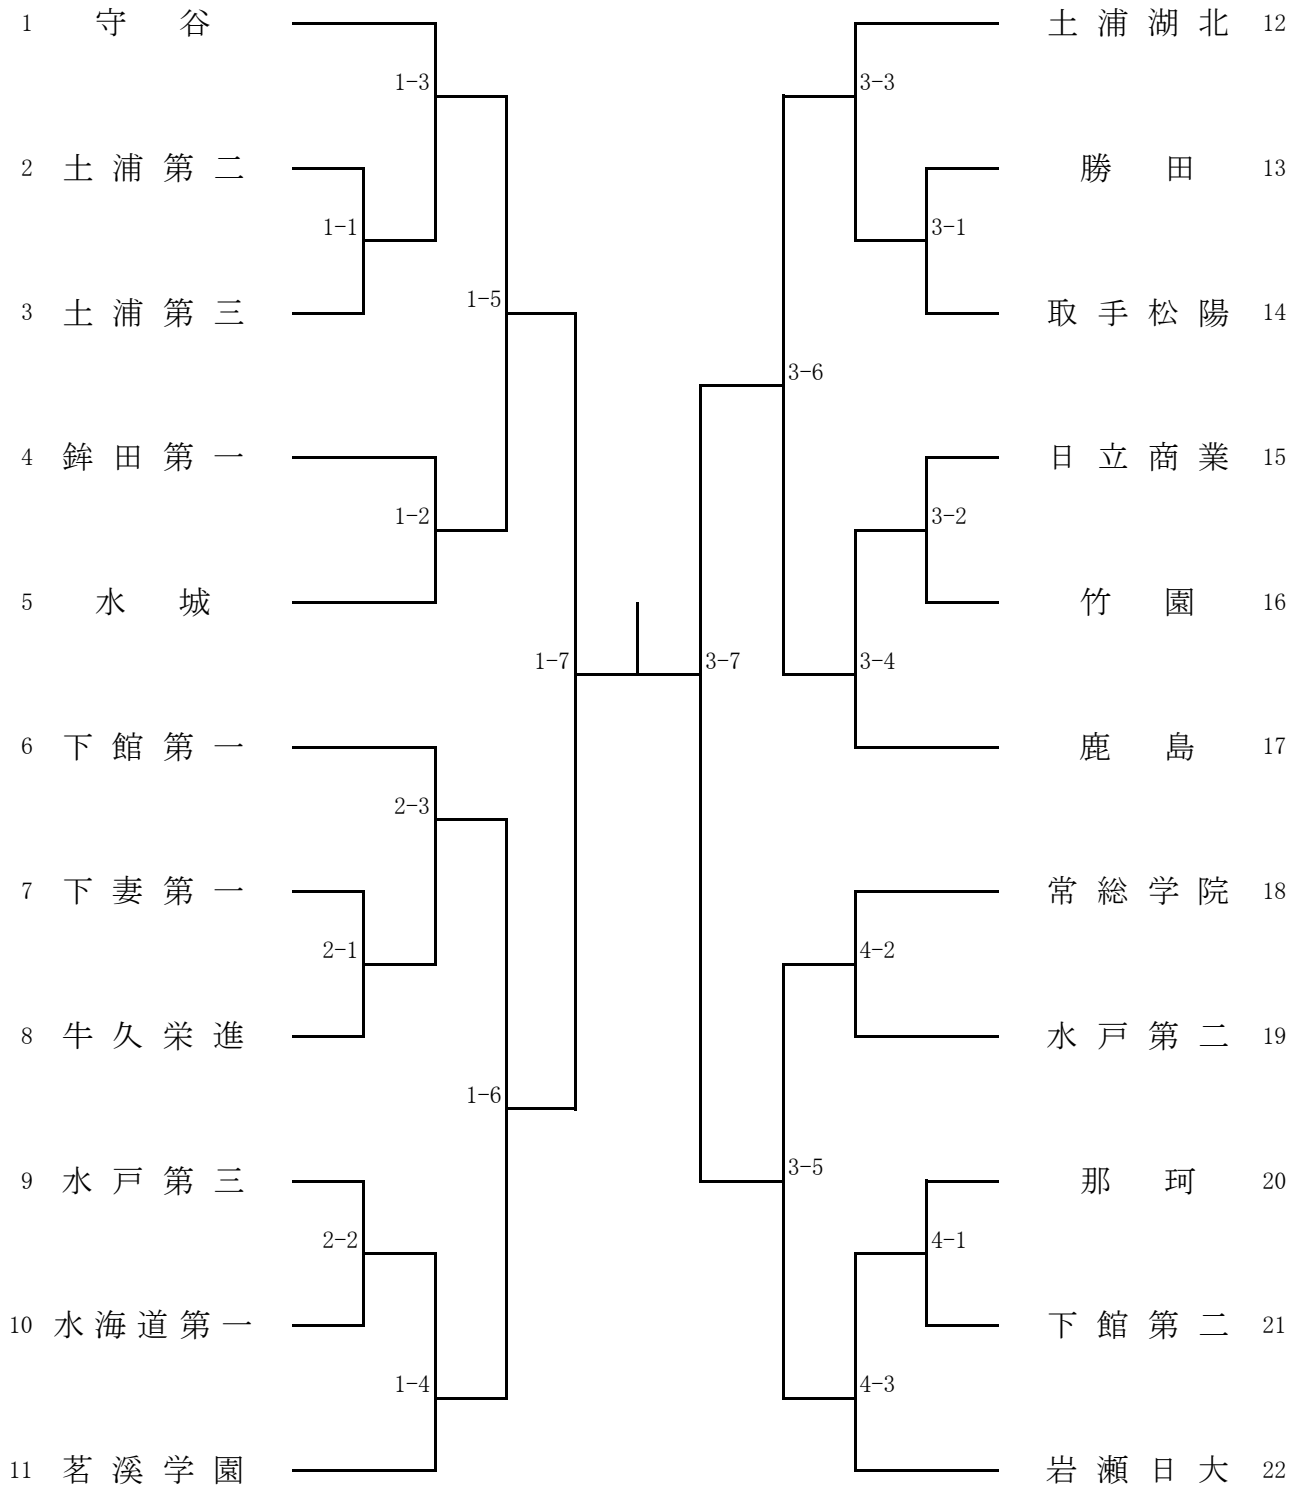 1 守谷
2 土浦第二
3 土浦第三
4 鉾田第一
5 水城
6 下館第一
7 下妻第一
8 牛久栄進
9 水戸第三
10 水海道第一
11 茗溪学園
1-3
1-1
1-5
1-2
1-7
2-3
2-1
1-6
2-2
1-4
3-3
3-1
3-6
3-2
3-7
3-4
4-2
3-5
4-1
4-3
土浦湖北 12
勝田 13
取手松陽 14
日立商業 15
竹園 16
鹿島 17
常総学院 18
水戸第二 19
那珂 20
下館第二 21
岩瀬日大 22